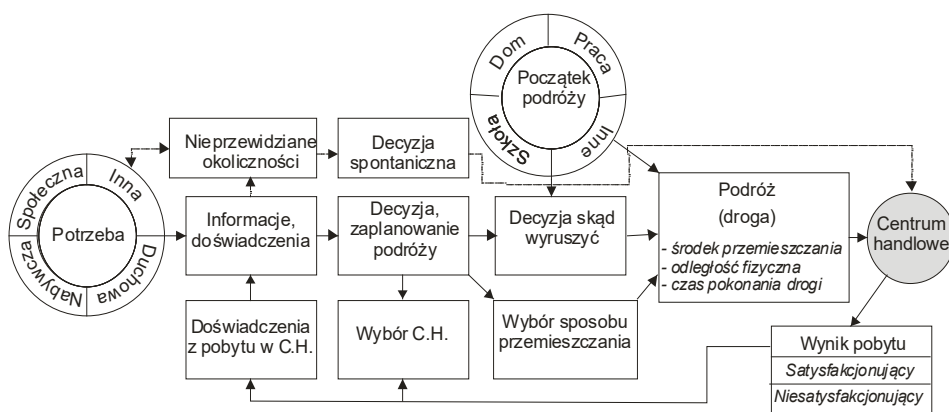 Dom
Praca
Szkoła
Inne
Początek
podróży
Nieprzewidziane
okoliczności
Decyzja
spontaniczna
Społeczna
Inna
Nabywcza
Duchowa
Potrzeba
Informacje,
doświadczenia
Decyzja,
zaplanowanie
podróży
Decyzja skąd
wyruszyć
Podróż
(droga)
- środek przemieszczania
- odległość fizyczna
- czas pokonania drogi
Centrum
handlowe
Doświadczenia
z pobytu w C.H.
Wybór C.H.
Wybór sposobu
przemieszczania
Wynik pobytu
Satysfakcjonujący
Niesatysfakcjonujący